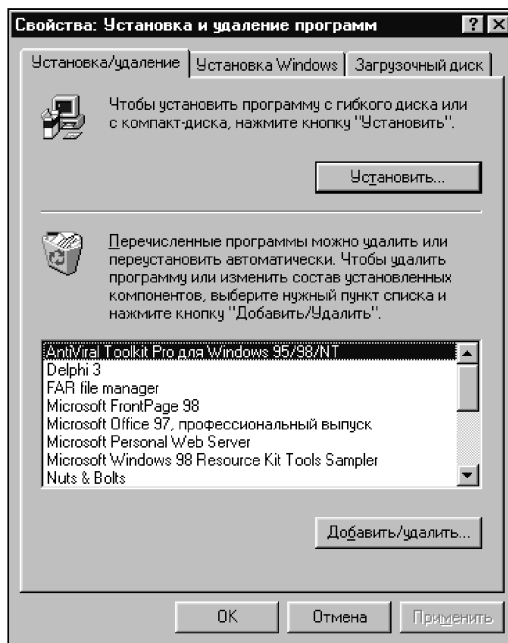 Свойства: Установка и удаление программ
Установка/удаление
Установка Windows
Загрузочный диск
Чтобы установить программу с гибкого диска или
с компакт-диска, нажмите кнопку "Установить".
Установить...
Перечисленные программы можно удалить или
переустановить автоматически. Чтобы удалить
программу или изменить состав установленных
компонентов, выберите нужный пункт списка и
нажмите кнопку "Добавить/Удалить".
AntiViral Toolkit Pro для Windows 95/98/NT
Delphi 3
FAR file manager
Microsoft FrontPage 98
Microsoft Office 97, профессиональный выпуск
Microsoft Personal Web Server
Microsoft Windows 98 Resource Kit Tools Sampler
Nuts & Bolts
Добавить/удалить...
OK
Отмена
Применить